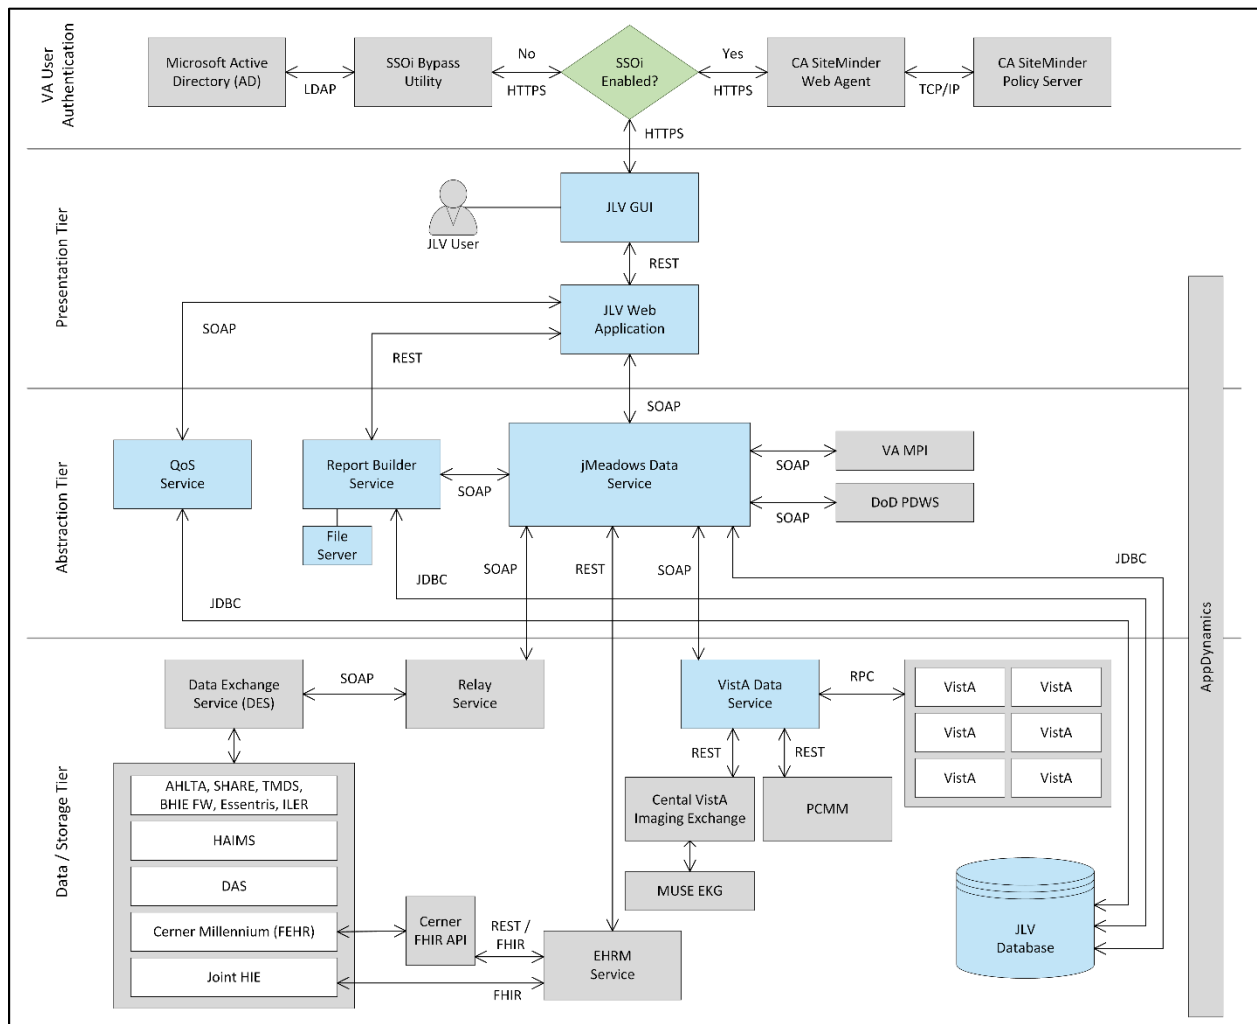 VA User
Authentication
Microsoft Active
Directory (AD)
LDAP
SSOi Bypass
Utility
No
HTTPS
SSOi
Enabled?
Yes
HTTPS
CA SiteMinder
Web Agent
TCP/IP
CA SiteMinder
Policy Server
HTTPS
Presentation Tier
JLV User
JLV GUI
REST
JLV Web
Application
SOAP
REST
SOAP
Abstraction Tier
QoS
Service
Report Builder
Service
File
Server
SOAP
jMeadows Data
Service
SOAP
VA MPI
SOAP
DoD PDWS
SOAP
REST
SOAP
JDBC
JDBC
JDBC
AppDynamics
Data / Storage Tier
Data Exchange
Service (DES)
SOAP
Relay
Service
VistA Data
Service
RPC
VistA
VistA
VistA
VistA
VistA
VistA
REST
REST
Cental VistA
Imaging Exchange
PCMM
MUSE EKG
AHLTA, SHARE, TMDS,
BHIE FW, Essentris, ILER
HAIMS
DAS
Cerner Millennium (FEHR)
Joint HIE
Cerner
FHIR API
REST /
FHIR
FHIR
EHRM
Service
JLV
Database